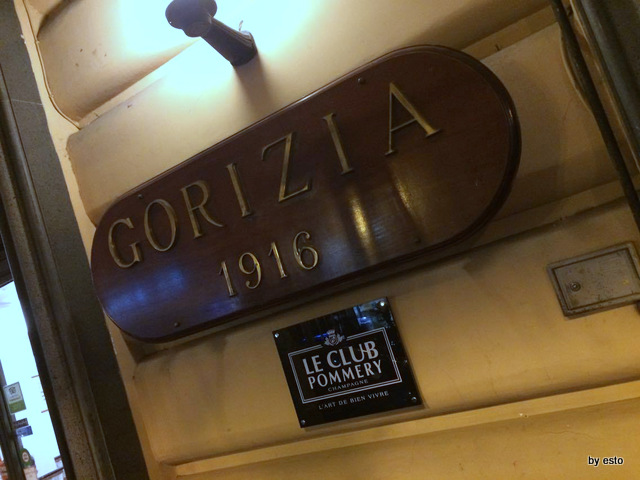 GORIZIA
1916
LE CLUB
POMMERY
CHAMPAGNE
L'ART DE BIEN VIVRE
by esto